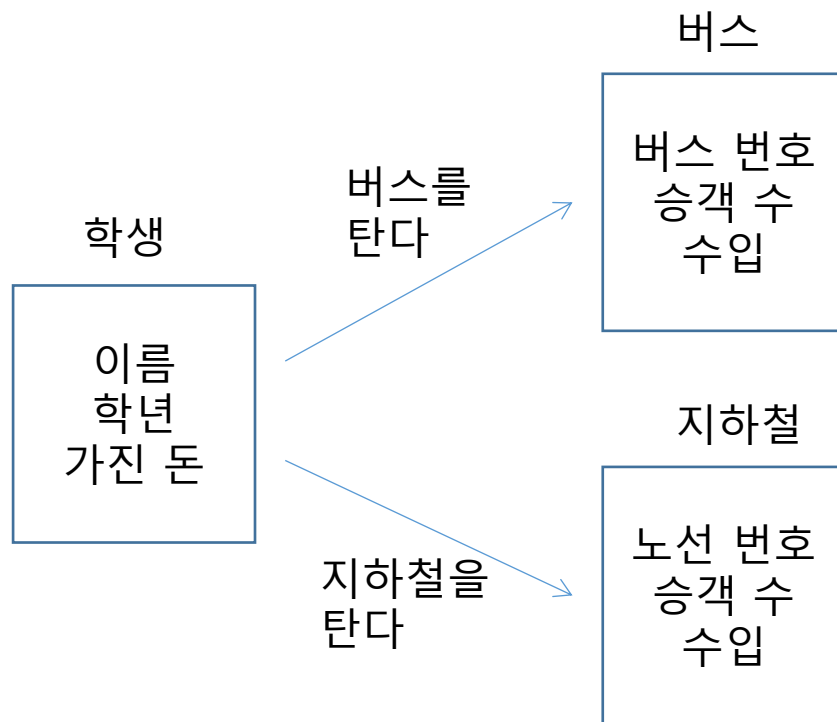 학생
이름
학년
가진 돈
버스를
탄다
지하철을
탄다
버스
버스 번호
승객 수
수입
지하철
노선 번호
승객 수
수입